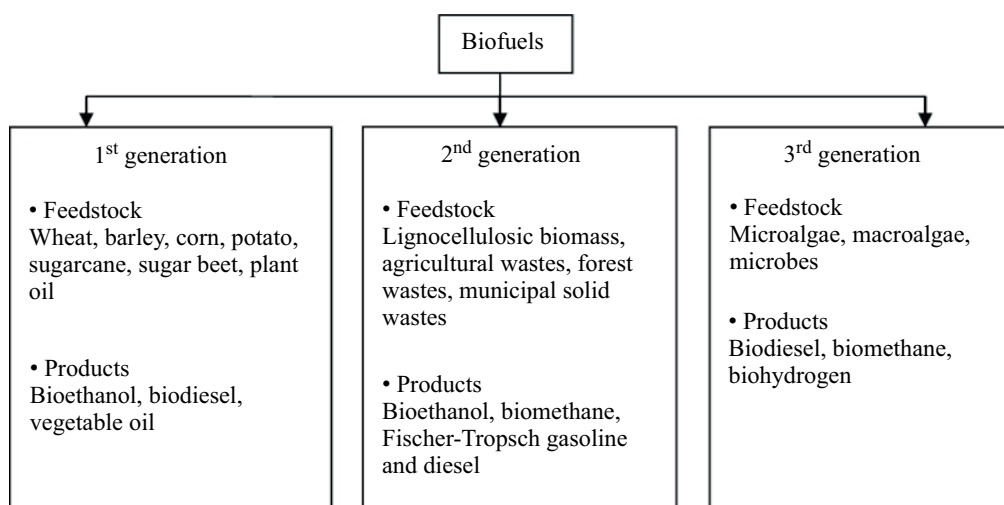 Biofuels
1st generation
• Feedstock
Wheat, barley, corn, potato,
sugarcane, sugar beet, plant
oil
• Products
Bioethanol, biodiesel,
vegetable oil
2nd generation
• Feedstock
Lignocellulosic biomass,
agricultural wastes, forest
wastes, municipal solid
wastes
• Products
Bioethanol, biomethane,
Fischer-Tropsch gasoline
and diesel
3rd generation
• Feedstock
Microalgae, macroalgae,
microbes
• Products
Biodiesel, biomethane,
biohydrogen